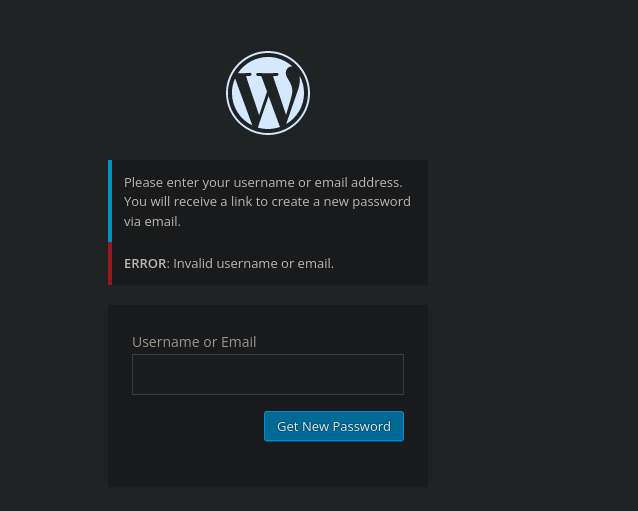 Please enter your username or email address.
You will receive a link to create a new password
via email.
ERROR: Invalid username or email.
Username or Email
Get New Password